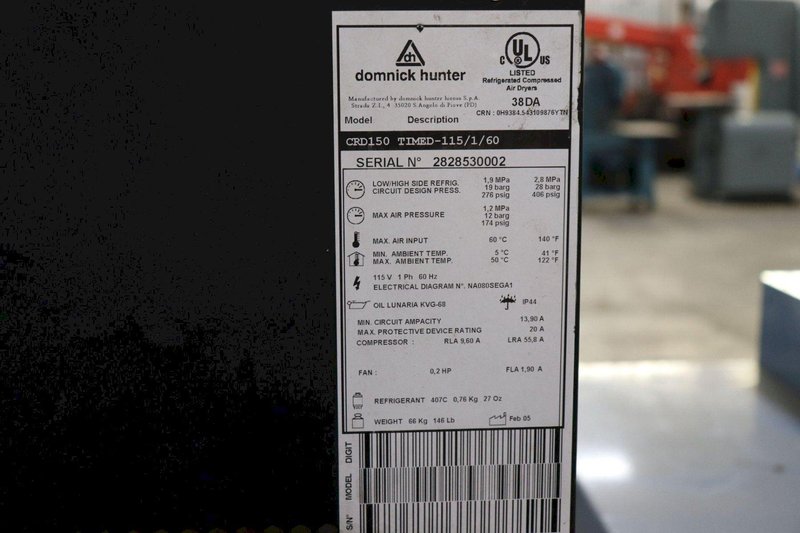 dh
domnick hunter
C UL US
LISTED
Refrigerated Compressed
Air Dryers
38DA
CRN : 0H9384.543109876YTN
Manufactured by domnick hunter hiross S.p.A.
Strada Z.I., 4 35020 S.Angelo di Piove (PD)
Model Description
CRD150 TIMED-115/1/60
SERIAL N° 2828530002
LOW/HIGH SIDE REFRIG. 1,9 MPa 2,8 MPa
CIRCUIT DESIGN PRESS. 19 barg 28 barg
276 psig 406 psig
1,2 MPa
MAX AIR PRESSURE 12 barg
174 psig
MAX. AIR INPUT 60 °C 140 °F
MIN. AMBIENT TEMP. 5 °C 41 °F
MAX. AMBIENT TEMP. 50 °C 122 °F
115 V 1 Ph 60 Hz
ELECTRICAL DIAGRAM N°. NA080SEGA1
OIL LUNARIA KVG-68 IP44
MIN. CIRCUIT AMPACITY 13,90 A
MAX. PROTECTIVE DEVICE RATING 20 A
COMPRESSOR : RLA 9,60 A LRA 55,8 A
FAN : 0,2 HP FLA 1,90 A
REFRIGERANT 407C 0,76 Kg 27 Oz
WEIGHT 66 Kg 146 Lb Feb 05
S/N° MODEL DIGIT